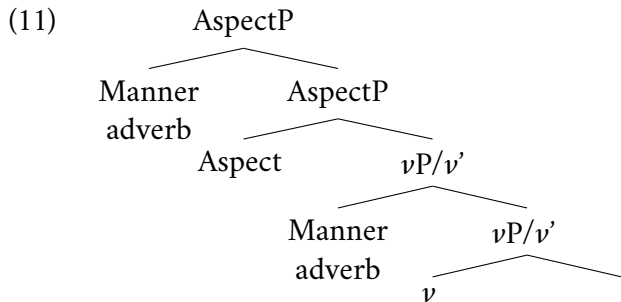 (11) AspectP
Manner adverb AspectP
Aspect νP/ν’
Manner adverb νP/ν’
ν